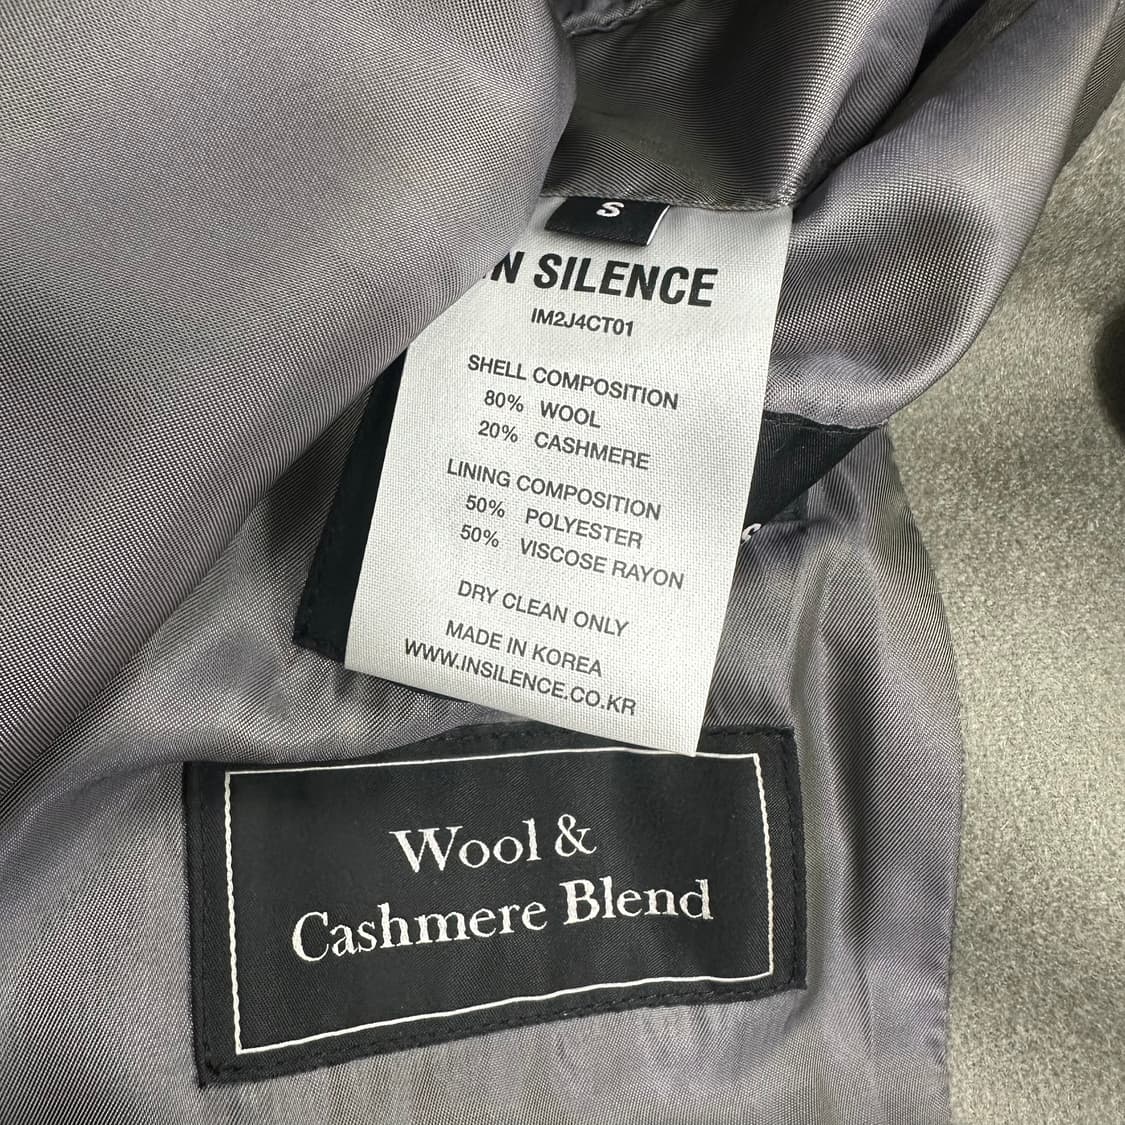 S
IN SILENCE
IM2J4CT01
SHELL COMPOSITION
80% WOOL
20% CASHMERE
LINING COMPOSITION
50% POLYESTER
50% VISCOSE RAYON
DRY CLEAN ONLY
MADE IN KOREA
WWW.INSILENCE.CO.KR
Wool &
Cashmere Blend